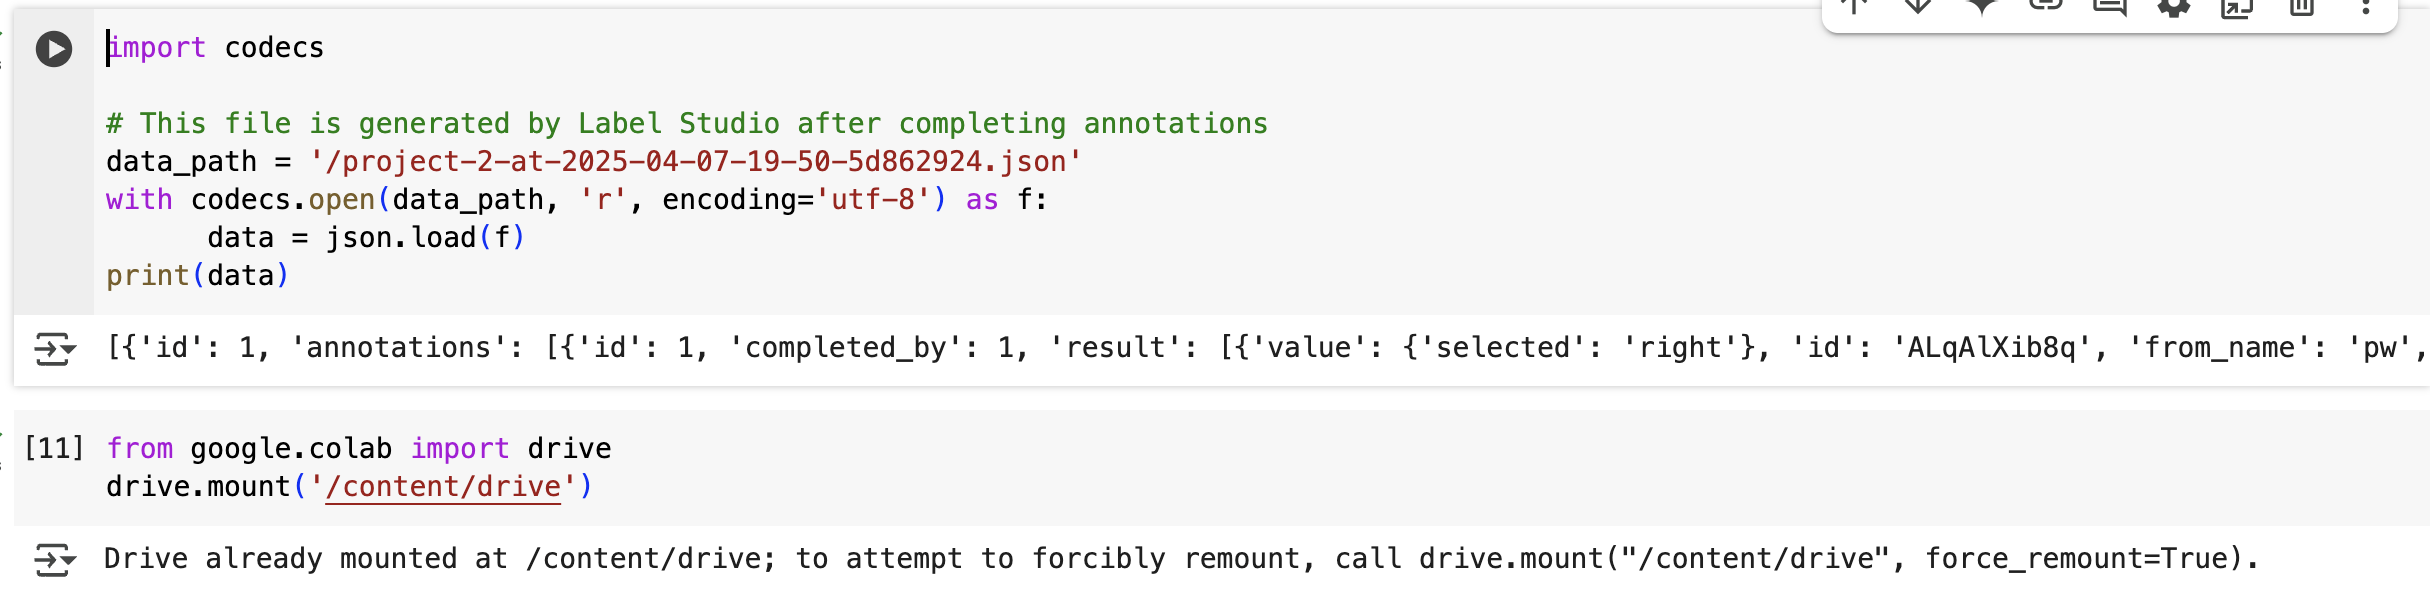 import codecs
# This file is generated by Label Studio after completing annotations
data_path = '/project-2-at-2025-04-07-19-50-5d862924.json'
with codecs.open(data_path, 'r', encoding='utf-8') as f:
      data = json.load(f)
print(data)
[{'id': 1, 'annotations': [{'id': 1, 'completed_by': 1, 'result': [{'value': {'selected': 'right'}, 'id': 'ALqAlXib8q', 'from_name': 'pw',
[11] from google.colab import drive
drive.mount('/content/drive')
Drive already mounted at /content/drive; to attempt to forcibly remount, call drive.mount("/content/drive", force_remount=True).